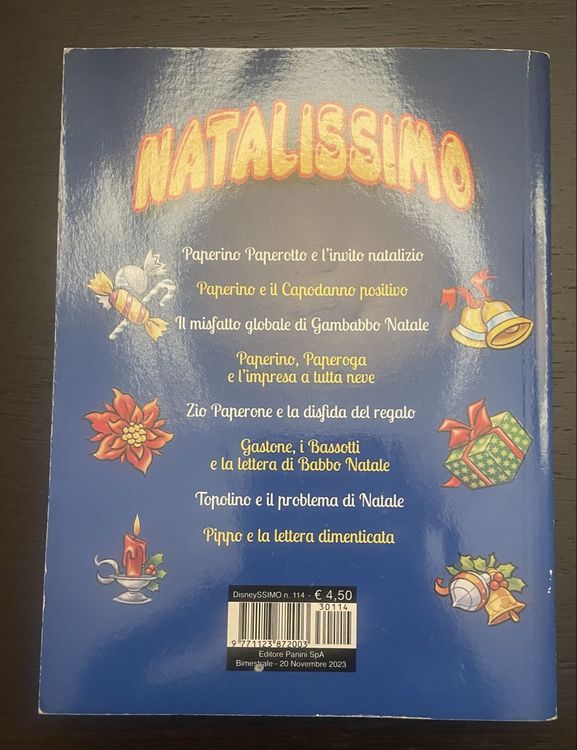 NATALISSIMO
Paperino Paperotto e l'invito natalizio
Paperino e il Capodanno positivo
Il misfatto globale di Gambabbo Natale
Paperino, Paperoga
e l'impresa a tutta neve
Zio Paperone e la disfida del regalo
Gastone, i Bassotti
e la lettera di Babbo Natale
Topolino e il problema di Natale
Pippo e la lettera dimenticata
DisneySSIMO n. 114 - € 4,50
30114
9 771123 872003
Editore Panini SpA
Bimestrale - 20 Novembre 2023